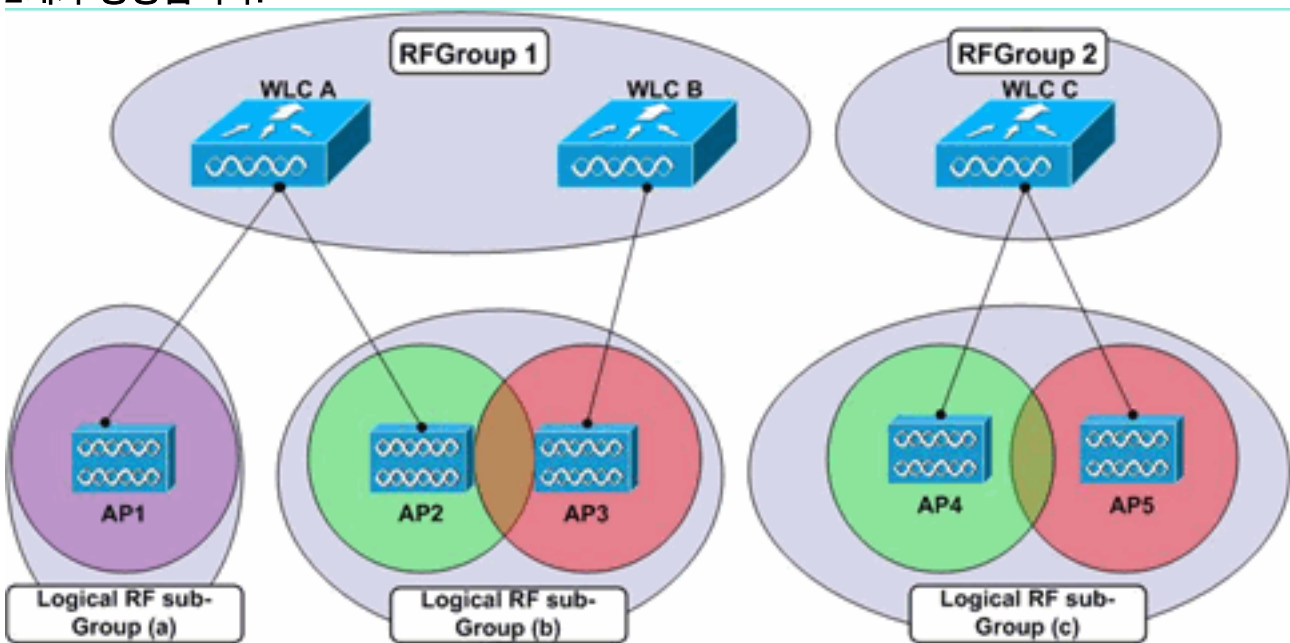 RFGroup 1
RFGroup 2
WLC A
WLC B
WLC C
AP1
AP2
AP3
AP4
AP5
Logical RF sub-
Group (a)
Logical RF sub-
Group (b)
Logical RF sub-
Group (c)